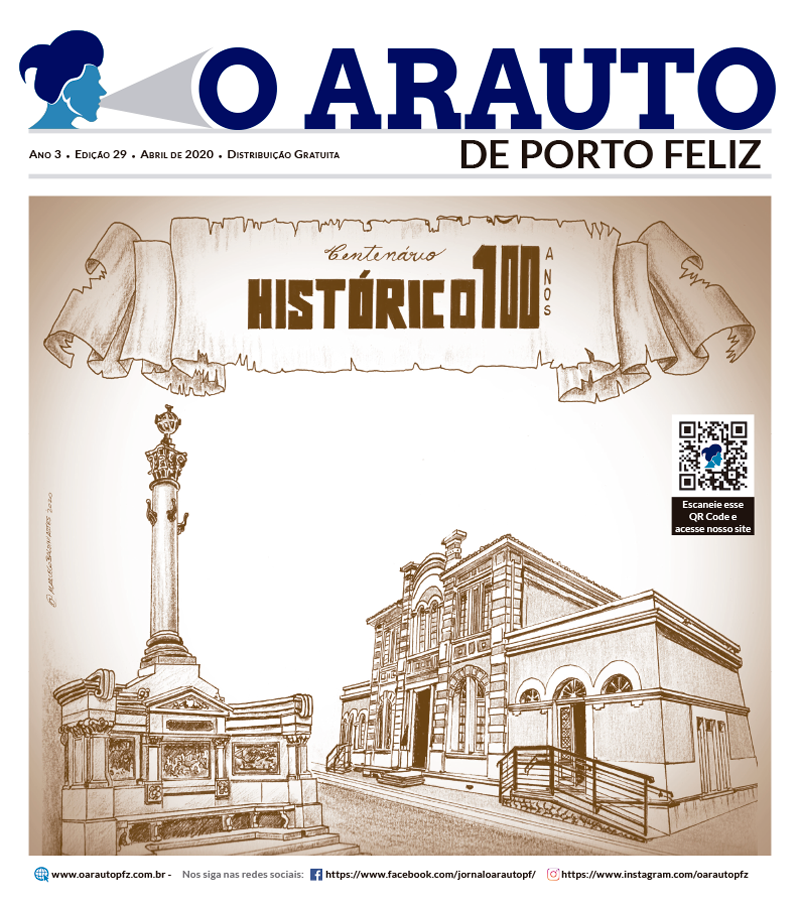 O ARAUTO
DE PORTO FELIZ
Ano 3 • Edição 29 • Abril de 2020 • Distribuição Gratuita
Centenário
HISTÓRICO 100
ANOS
Escaneie esse
QR Code e
acesse nosso site
2020
www.oarautopfz.com.br - Nos siga nas redes sociais: https://www.facebook.com/jornaloarautopf/ https://www.instagram.com/oarautopfz